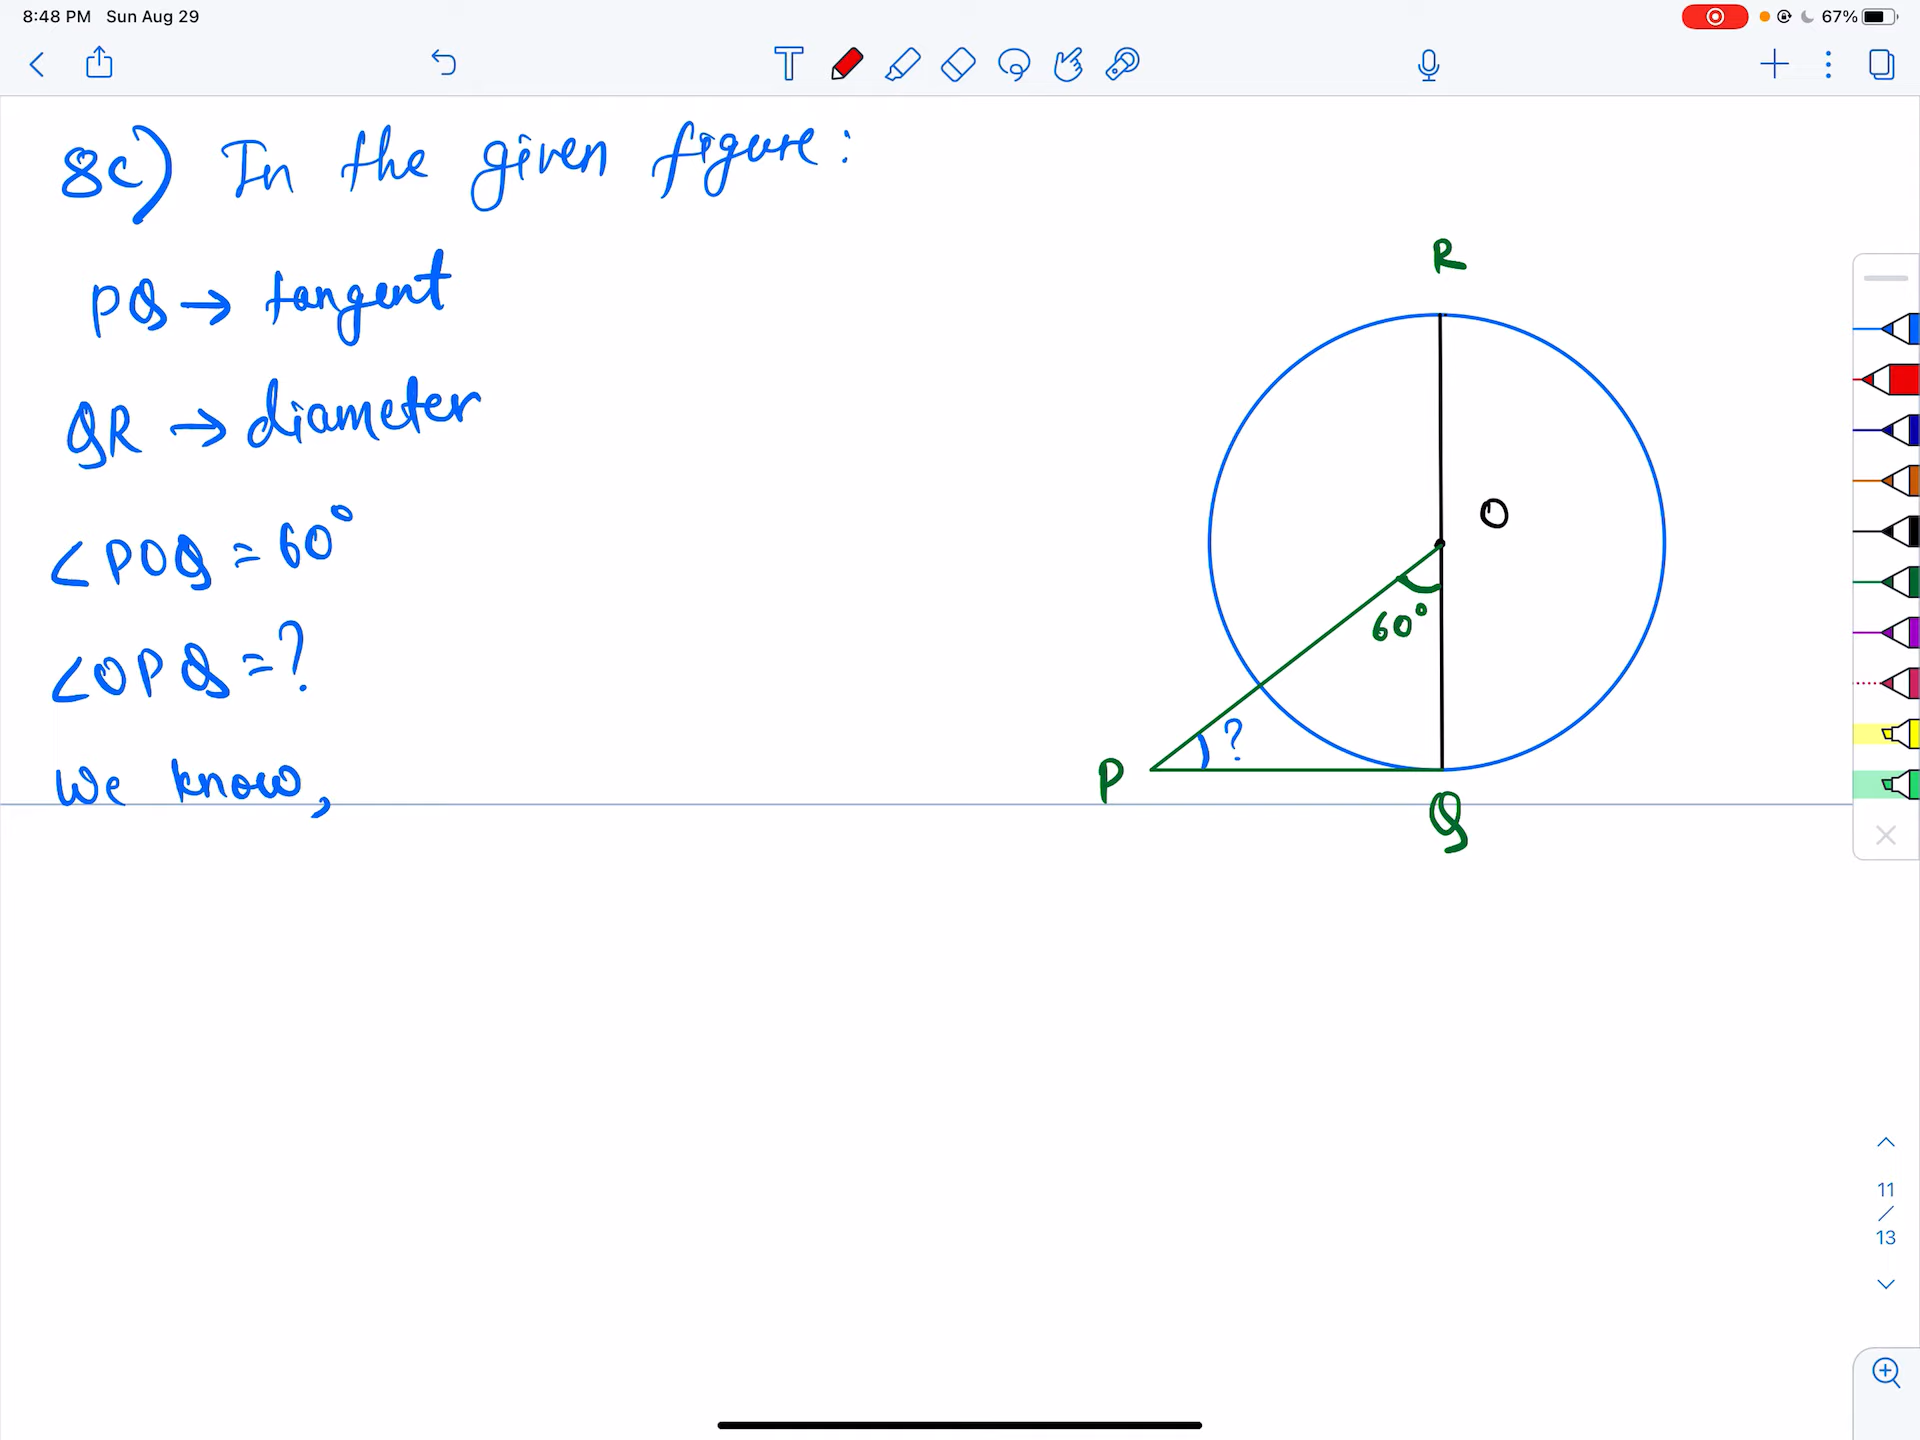 8:48 PM Sun Aug 29
67%
T
8c) In the given figure:
PQ → tangent
QR → diameter
∠POQ = 60°
∠OPQ = ?
We know,
R
O
60°
?
P
Q
11
/
13